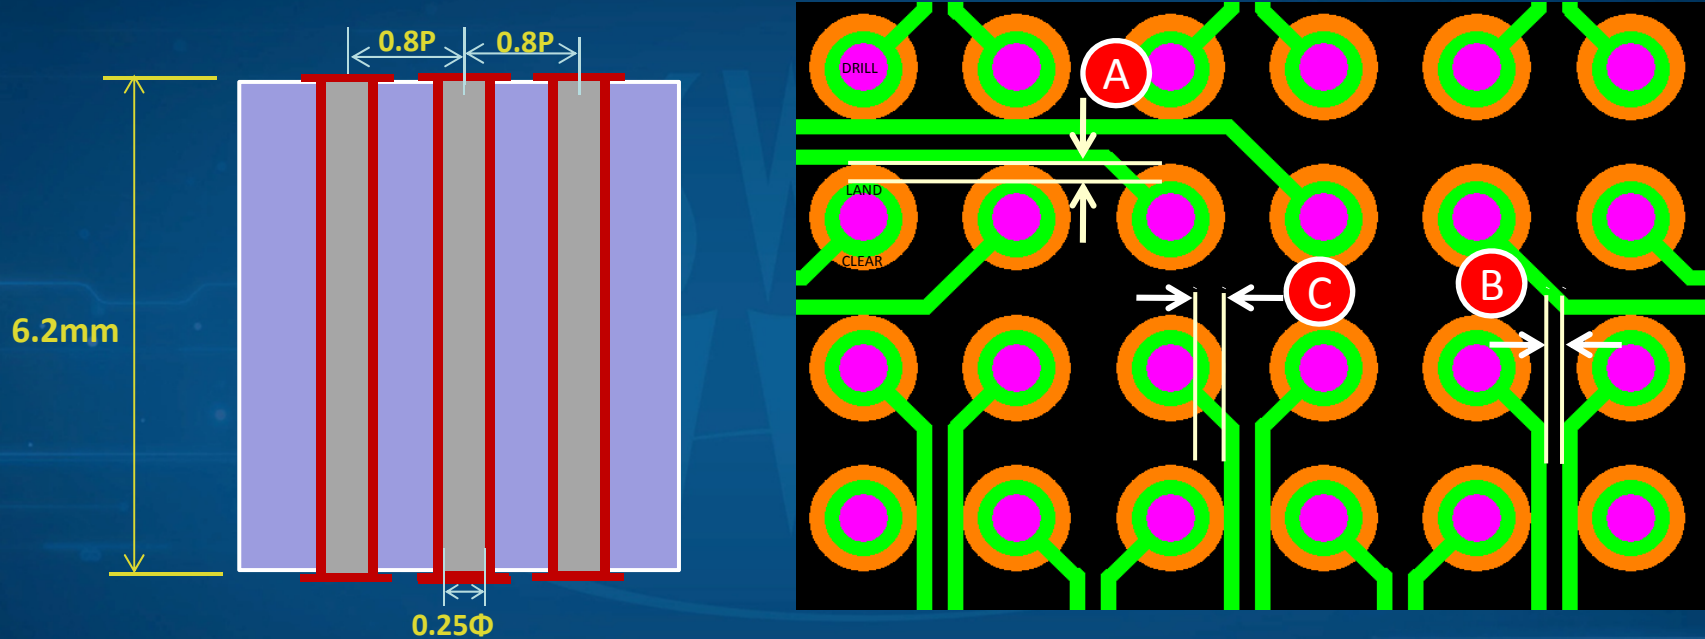 0.8P 0.8P
6.2mm
0.25Φ
DRILL
A
LAND
CLEAR
C
B